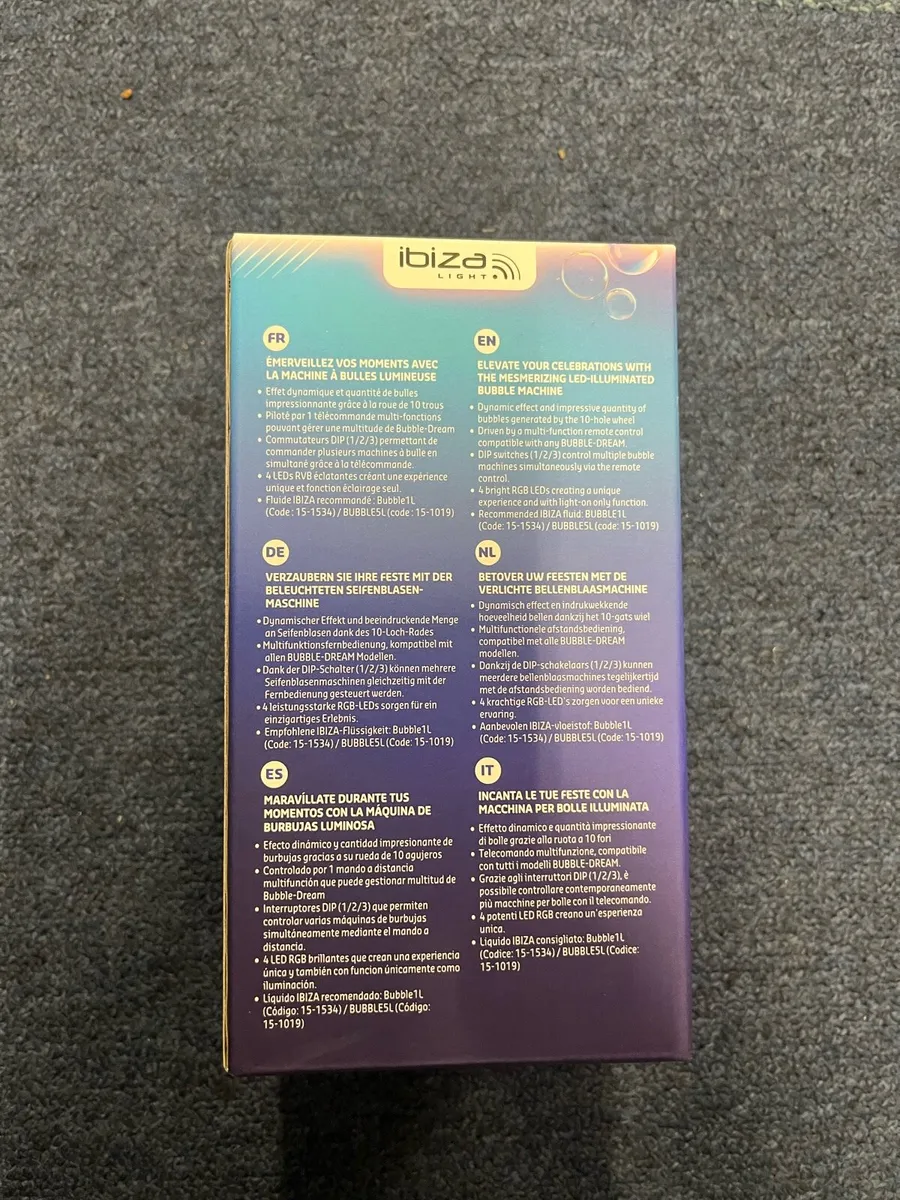 ibiza
LIGHT
FR
ÉMERVEILLEZ VOS MOMENTS AVEC
LA MACHINE À BULLES LUMINEUSE
• Effet dynamique et quantité de bulles
impressionnante grâce à la roue de 10 trous
• Piloté par 1 télécommande multi-fonctions
pouvant gérer une multitude de Bubble-Dream
• Commutateurs DIP (1/2/3) permettant de
commander plusieurs machines à bulle en
simultané grâce à la télécommande.
• 4 LEDs RVB éclatantes créant une expérience
unique et fonction éclairage seul.
• Fluide IBIZA recommandé : Bubble1L
(Code : 15-1534) / BUBBLE5L (code : 15-1019)
EN
ELEVATE YOUR CELEBRATIONS WITH
THE MESMERIZING LED-ILLUMINATED
BUBBLE MACHINE
• Dynamic effect and impressive quantity of
bubbles generated by the 10-hole wheel
• Driven by a multi-function remote control
compatible with any BUBBLE-DREAM.
• DIP switches (1/2/3) control multiple bubble
machines simultaneously via the remote
control.
• 4 bright RGB LEDs creating a unique
experience and with light-on only function.
• Recommended IBIZA fluid: BUBBLE1L
(Code: 15-1534) / BUBBLE5L (code: 15-1019)
DE
VERZAUBERN SIE IHRE FESTE MIT DER
BELEUCHTETEN SEIFENBLASEN-
MASCHINE
• Dynamischer Effekt und beeindruckende Menge
an Seifenblasen dank des 10-Loch-Rades
• Multifunktionsfernbedienung, kompatibel mit
allen BUBBLE-DREAM Modellen.
• Dank der DIP-Schalter (1/2/3) können mehrere
Seifenblasenmaschinen gleichzeitig mit der
Fernbedienung gesteuert werden.
• 4 leistungsstarke RGB-LEDs sorgen für ein
einzigartiges Erlebnis.
• Empfohlene IBIZA-Flüssigkeit: Bubble1L
(Code: 15-1534) / BUBBLE5L (Code: 15-1019)
NL
BETOVER UW FEESTEN MET DE
VERLICHTE BELLENBLAASMACHINE
• Dynamisch effect en indrukwekkende
hoeveelheid bellen dankzij het 10-gats wiel
• Multifunctionele afstandsbediening,
compatibel met alle BUBBLE-DREAM
modellen.
• Dankzij de DIP-schakelaars (1/2/3) kunnen
meerdere bellenblaasmachines tegelijkertijd
met de afstandsbediening worden bediend.
• 4 krachtige RGB-LED's zorgen voor een unieke
ervaring.
• Aanbevolen IBIZA-vloeistof: Bubble1L
(Code: 15-1534) / BUBBLE5L (Code: 15-1019)
ES
MARAVÍLLATE DURANTE TUS
MOMENTOS CON LA MÁQUINA DE
BURBUJAS LUMINOSA
• Efecto dinámico y cantidad impresionante de
burbujas gracias a su rueda de 10 agujeros
• Controlado por 1 mando a distancia
multifunción que puede gestionar multitud de
Bubble-Dream
• Interruptores DIP (1/2/3) que permiten
controlar varias máquinas de burbujas
simultáneamente mediante el mando a
distancia.
• 4 LED RGB brillantes que crean una experiencia
única y también con funcion únicamente como
iluminación.
• Líquido IBIZA recomendado: Bubble1L
(Código: 15-1534) / BUBBLE5L (Código:
15-1019)
IT
INCANTA LE TUE FESTE CON LA
MACCHINA PER BOLLE ILLUMINATA
• Effetto dinamico e quantità impressionante
di bolle grazie alla ruota a 10 fori
• Telecomando multifunzione, compatibile
con tutti i modelli BUBBLE-DREAM.
• Grazie agli interruttori DIP (1/2/3), è
possibile controllare contemporaneamente
più macchine per bolle con il telecomando.
• 4 potenti LED RGB creano un'esperienza
unica.
• Liquido IBIZA consigliato: Bubble1L
(Codice: 15-1534) / BUBBLE5L (Codice:
15-1019)